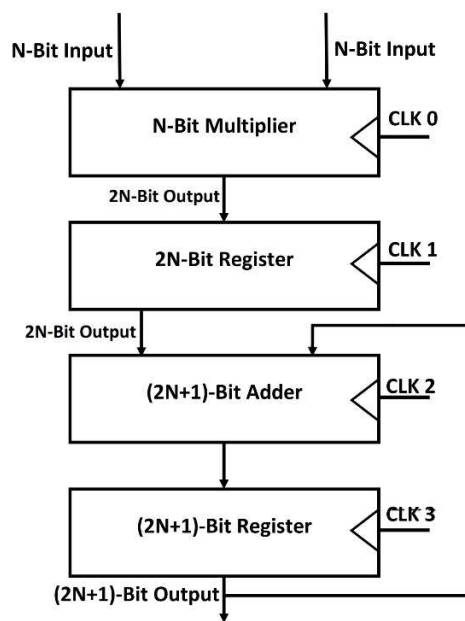 N-Bit Input
N-Bit Input
N-Bit Multiplier
CLK 0
2N-Bit Output
2N-Bit Register
CLK 1
2N-Bit Output
(2N+1)-Bit Adder
CLK 2
(2N+1)-Bit Register
CLK 3
(2N+1)-Bit Output